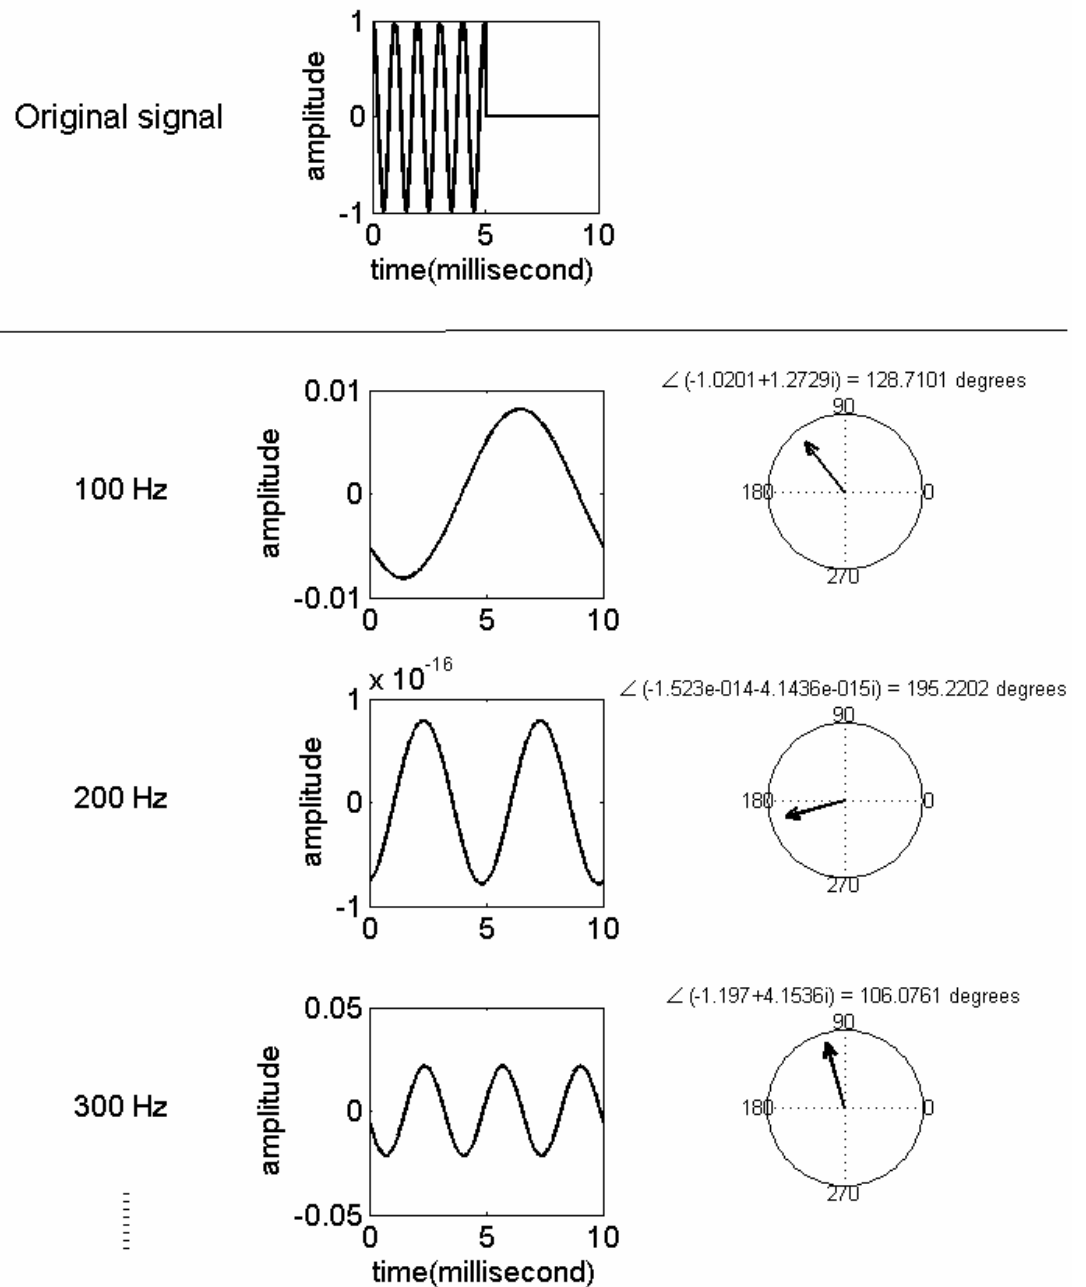 Original signal
amplitude
1
0
-1
0 5 10
time(millisecond)
100 Hz
amplitude
0.01
0
-0.01
0 5 10
∠ (-1.0201+1.2729i) = 128.7101 degrees
90
180 0
270
200 Hz
amplitude
x 10^-16
1
0
-1
0 5 10
∠ (-1.523e-014-4.1436e-015i) = 195.2202 degrees
90
180 0
270
300 Hz
amplitude
0.05
0
-0.05
0 5 10
time(millisecond)
∠ (-1.197+4.1536i) = 106.0761 degrees
90
180 0
270